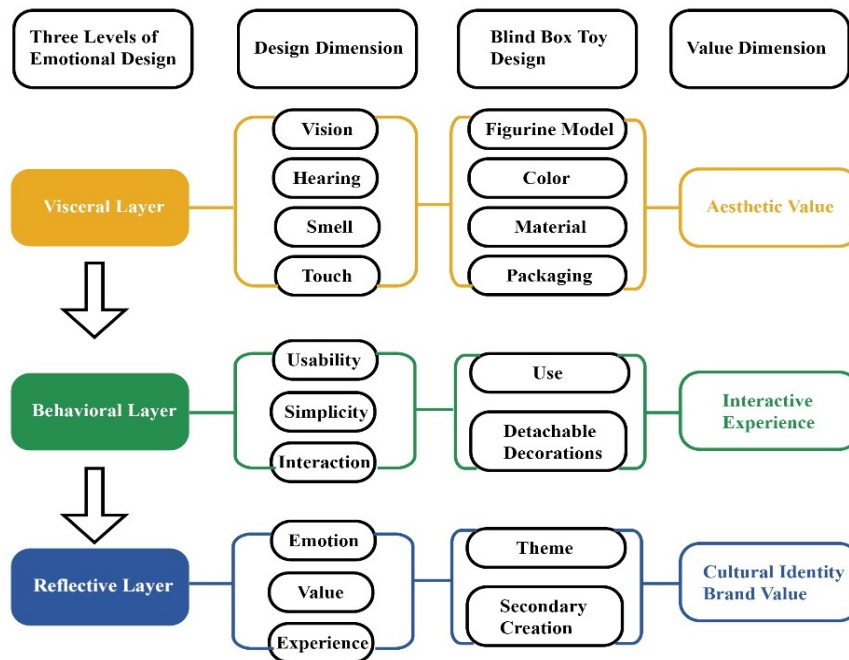 Three Levels of
Emotional Design
Design Dimension
Blind Box Toy
Design
Value Dimension
Visceral Layer
Vision
Hearing
Smell
Touch
Figurine Model
Color
Material
Packaging
Aesthetic Value
Behavioral Layer
Usability
Simplicity
Interaction
Use
Detachable
Decorations
Interactive
Experience
Reflective Layer
Emotion
Value
Experience
Theme
Secondary
Creation
Cultural Identity
Brand Value